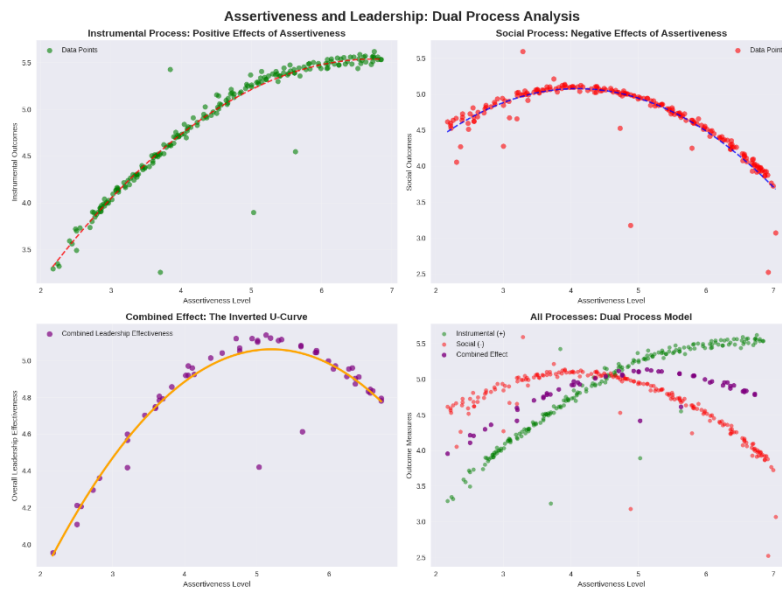 Assertiveness and Leadership: Dual Process Analysis
Instrumental Process: Positive Effects of Assertiveness
Data Points
5.5
5.0
4.5
4.0
3.5
Instrumental Outcomes
2 3 4 5 6 7
Assertiveness Level
Social Process: Negative Effects of Assertiveness
Data Point
5.5
5.0
4.5
4.0
3.5
3.0
2.5
Social Outcomes
2 3 4 5 6 7
Assertiveness Level
Combined Effect: The Inverted U-Curve
Combined Leadership Effectiveness
5.0
4.8
4.6
4.4
4.2
4.0
Overall Leadership Effectiveness
2 3 4 5 6
Assertiveness Level
All Processes: Dual Process Model
Instrumental (+)
Social (-)
Combined Effect
5.5
5.0
4.5
4.0
3.5
3.0
2.5
Outcome Measures
2 3 4 5 6 7
Assertiveness Level